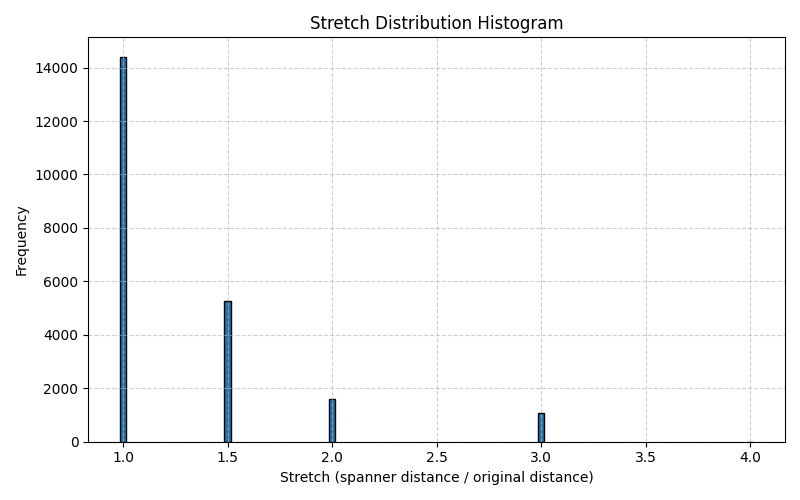 Stretch Distribution Histogram
14000
12000
10000
8000
6000
4000
2000
0
Frequency
1.0 1.5 2.0 2.5 3.0 3.5 4.0
Stretch (spanner distance / original distance)